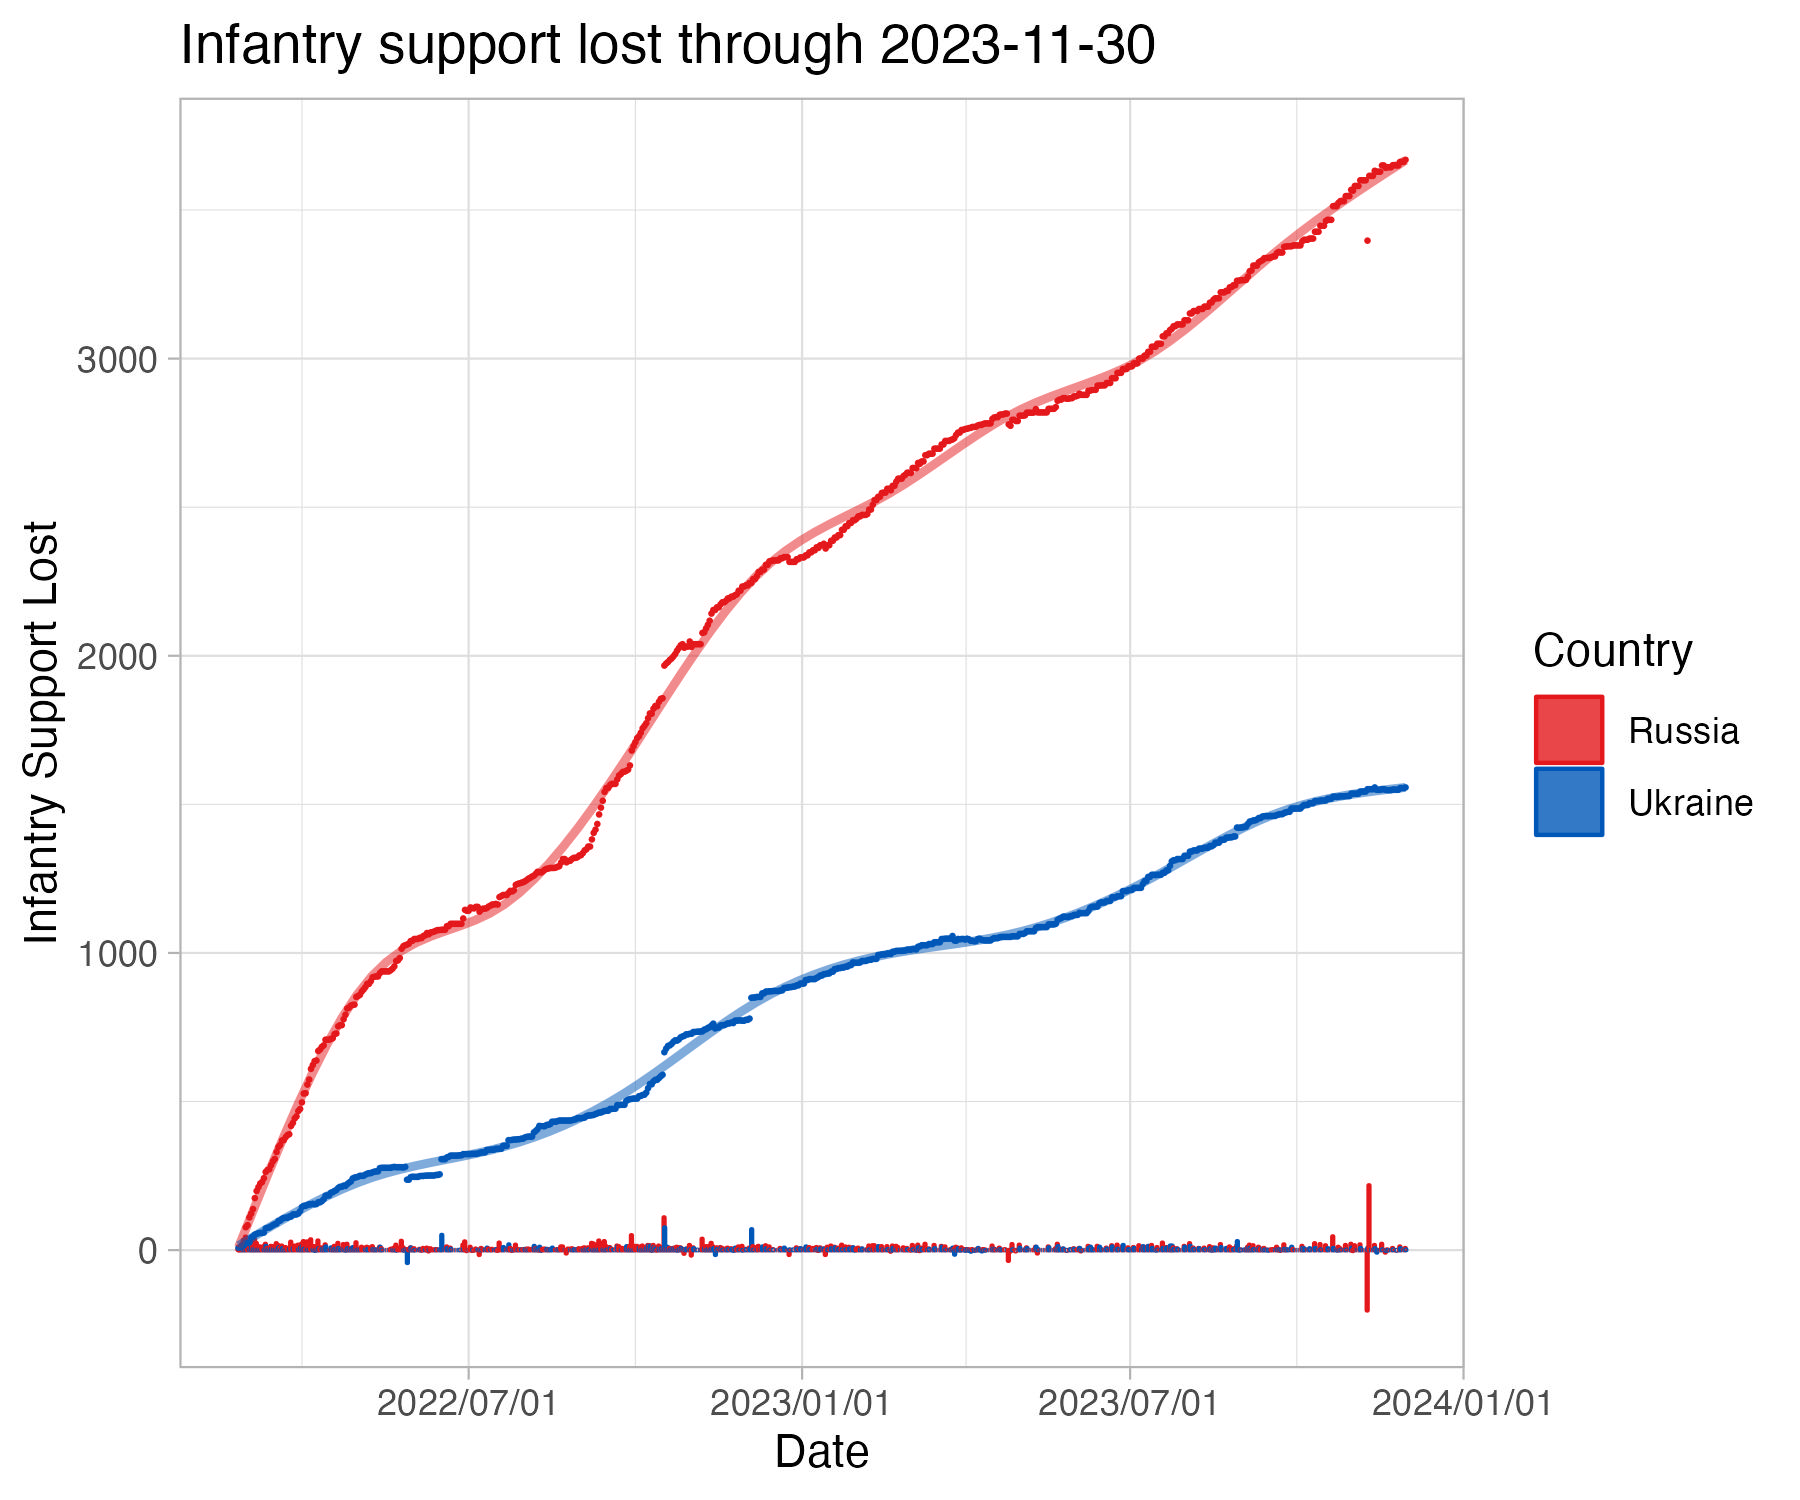 Infantry support lost through 2023-11-30
Infantry Support Lost
3000
2000
1000
0
2022/07/01
2023/01/01
2023/07/01
2024/01/01
Date
Country
Russia
Ukraine